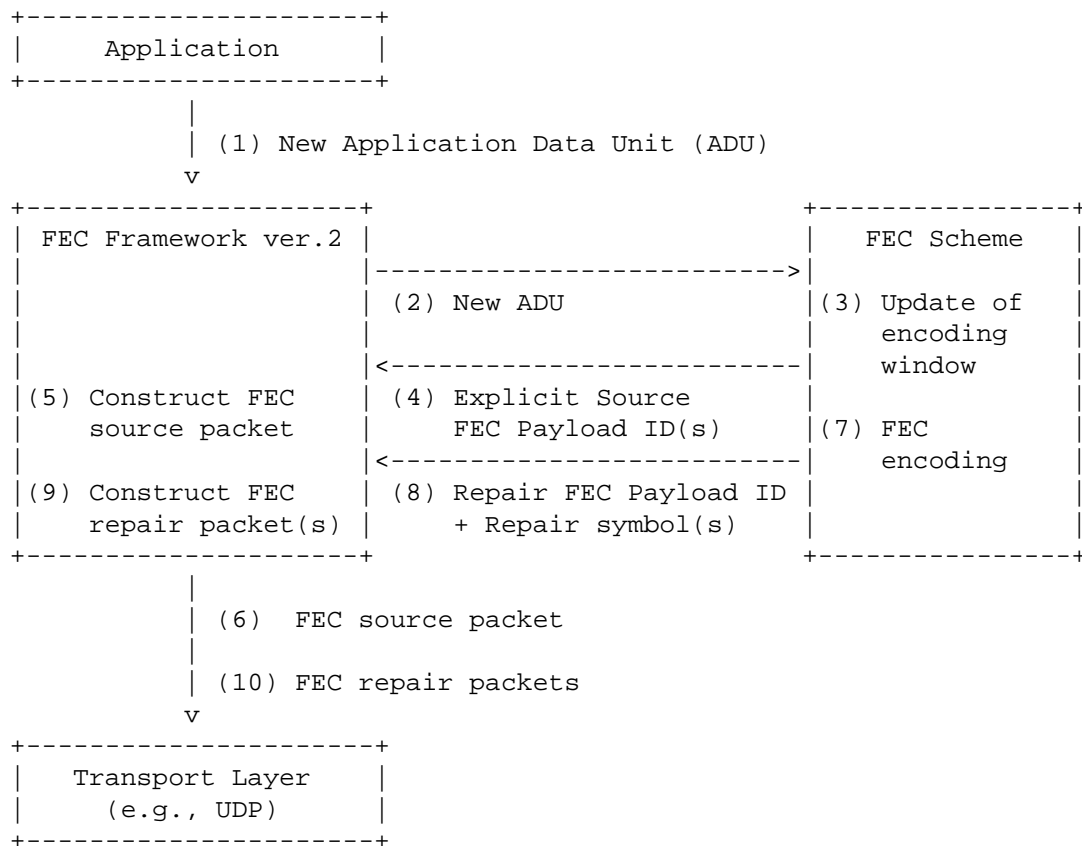 Application
(1) New Application Data Unit (ADU)
FEC Framework ver.2
FEC Scheme
(2) New ADU
(3) Update of
encoding
window
(5) Construct FEC
source packet
(4) Explicit Source
FEC Payload ID(s)
(7) FEC
encoding
(9) Construct FEC
repair packet(s)
(8) Repair FEC Payload ID
+ Repair symbol(s)
(6) FEC source packet
(10) FEC repair packets
Transport Layer
(e.g., UDP)